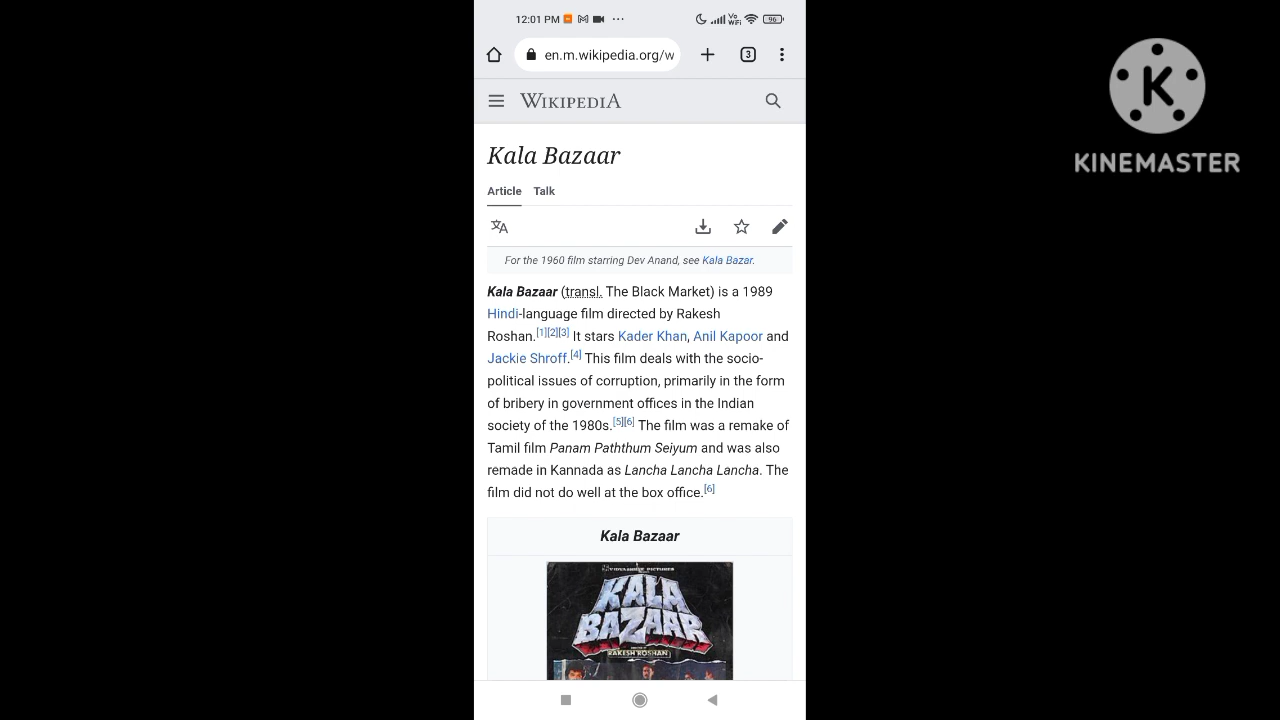 12:01 PM
Vo WiFi
96
en.m.wikipedia.org/w
3
WIKIPEDIA
Kala Bazaar
Article Talk
For the 1960 film starring Dev Anand, see Kala Bazar.
Kala Bazaar (transl. The Black Market) is a 1989
Hindi-language film directed by Rakesh
Roshan.[1][2][3] It stars Kader Khan, Anil Kapoor and
Jackie Shroff.[4] This film deals with the socio-
political issues of corruption, primarily in the form
of bribery in government offices in the Indian
society of the 1980s.[5][6] The film was a remake of
Tamil film Panam Paththum Seiyum and was also
remade in Kannada as Lancha Lancha Lancha. The
film did not do well at the box office.[6]
Kala Bazaar
KALA
BAZAAR
RAKESH ROSHAN
K
KINEMASTER